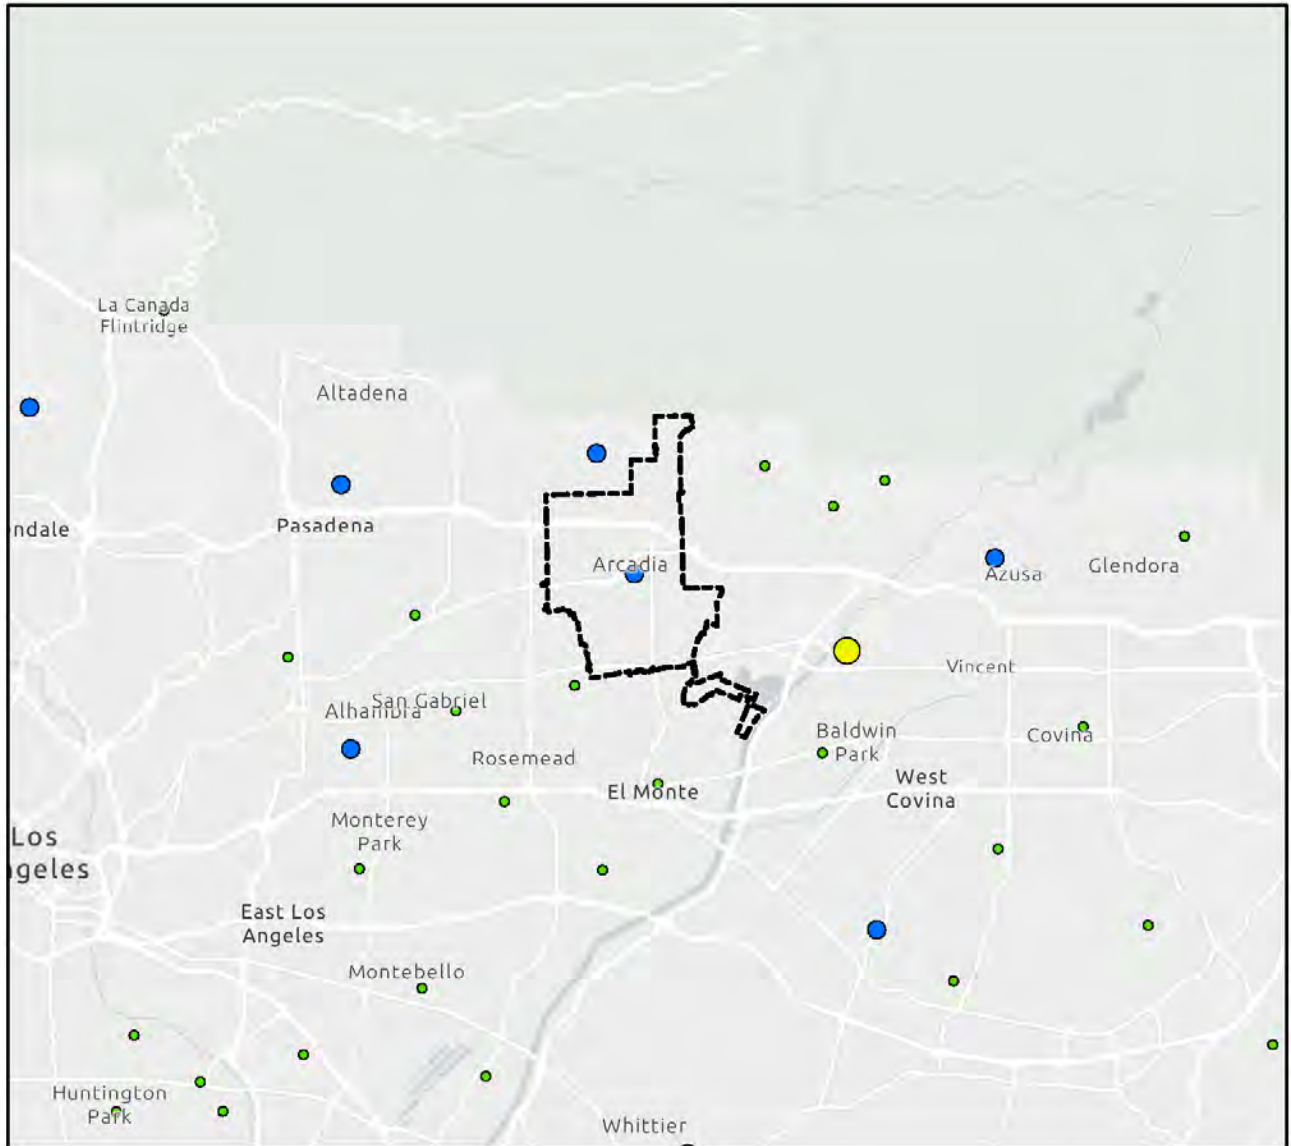 La Canada
Flintridge
Altadena
Pasadena
ndale
Arcadia
Azusa
Glendora
Vincent
San Gabriel
Alhambra
Baldwin
Park
Covina
Rosemead
West
Covina
El Monte
Monterey
Park
Los
ngeles
East Los
Angeles
Montebello
Huntington
Park
Whittier